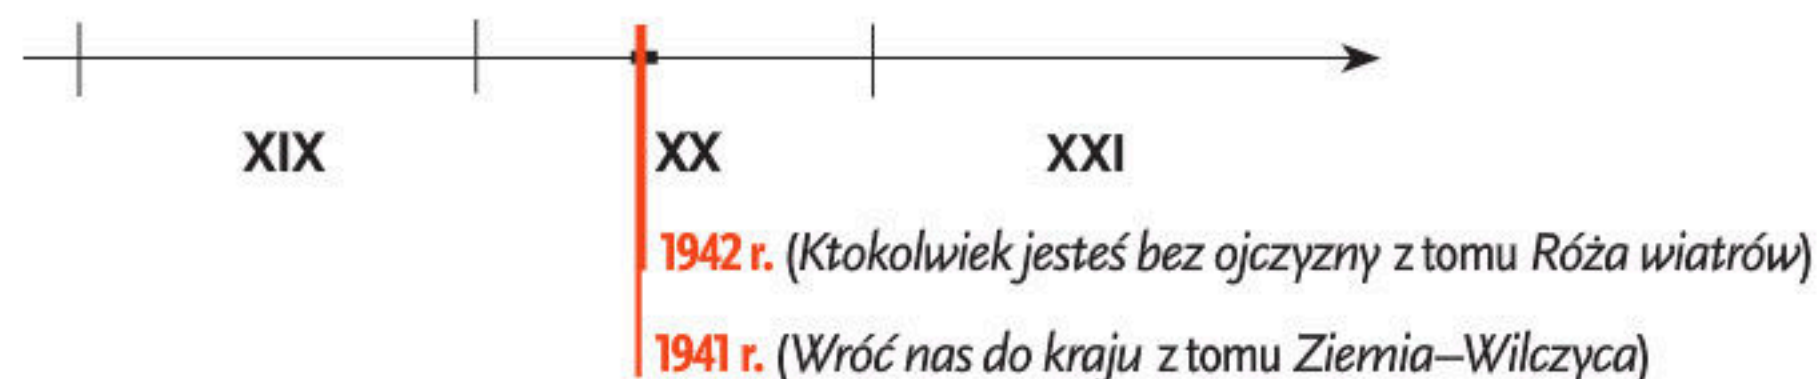 XIX XX XXI
1942 r. (Ktokolwiek jesteś bez ojczyzny z tomu Róża wiatrów)
1941 r. (Wróć nas do kraju z tomu Ziemia–Wilczyca)